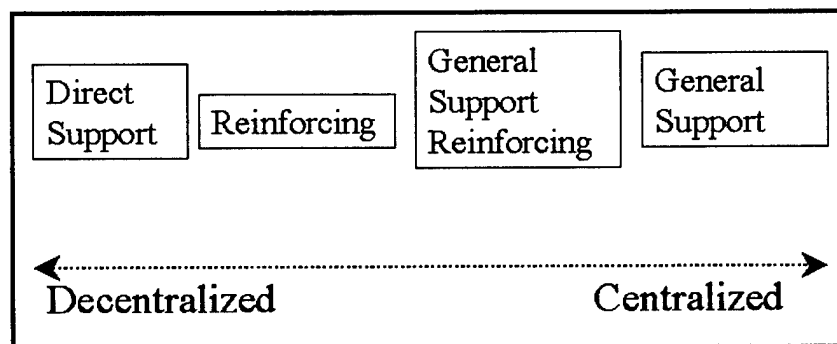 Direct
Support
Reinforcing
General
Support
Reinforcing
General
Support
Decentralized
Centralized